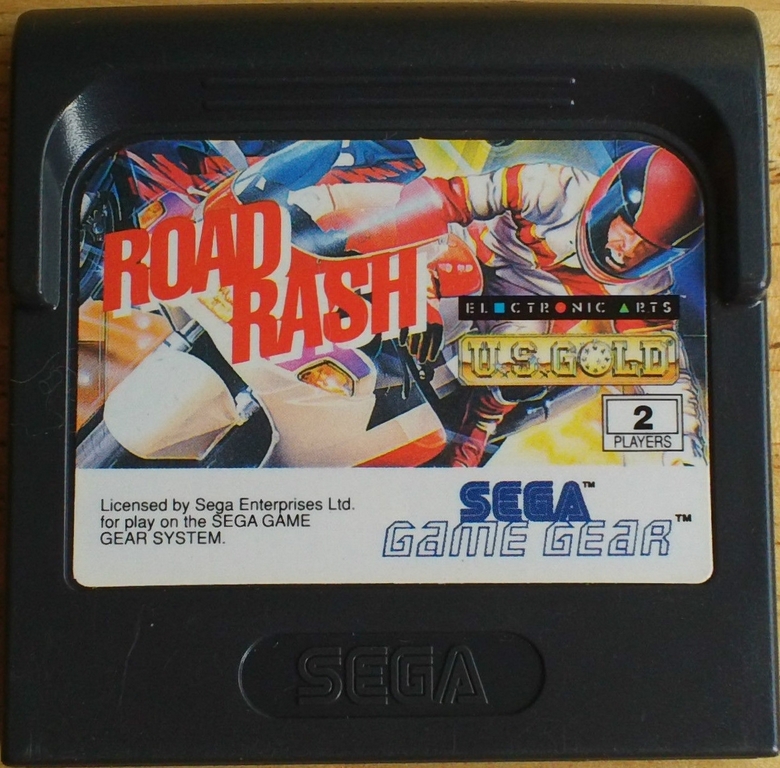 ROAD
RASH
ELECTRONIC ARTS™
U.S. GOLD
2
PLAYERS
Licensed by Sega Enterprises Ltd.
for play on the SEGA GAME
GEAR SYSTEM.
SEGA™
GAME GEAR™
SEGA